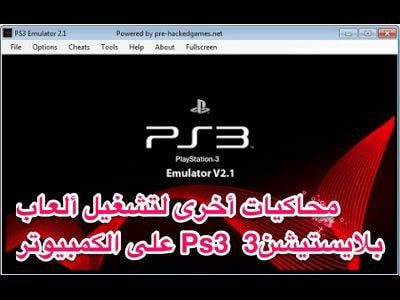 PS3 Emulator 2.1 Powered by pre-hackedgames.net
File Options Cheats Tools Help About Fullscreen
PS3
PlayStation-3
Emulator V2.1
محاكيات أخرى لتشغيل ألعاب
بلايستيشن3 Ps3 على الكمبيوتر